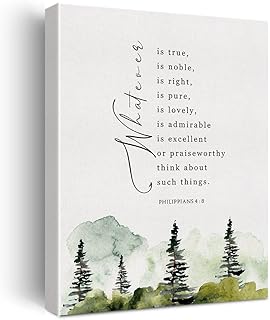 Whatever
is true,
is noble,
is right,
is pure,
is lovely,
is admirable
is excellent
or praiseworthy
think about
such things.
PHILIPPIANS 4:8